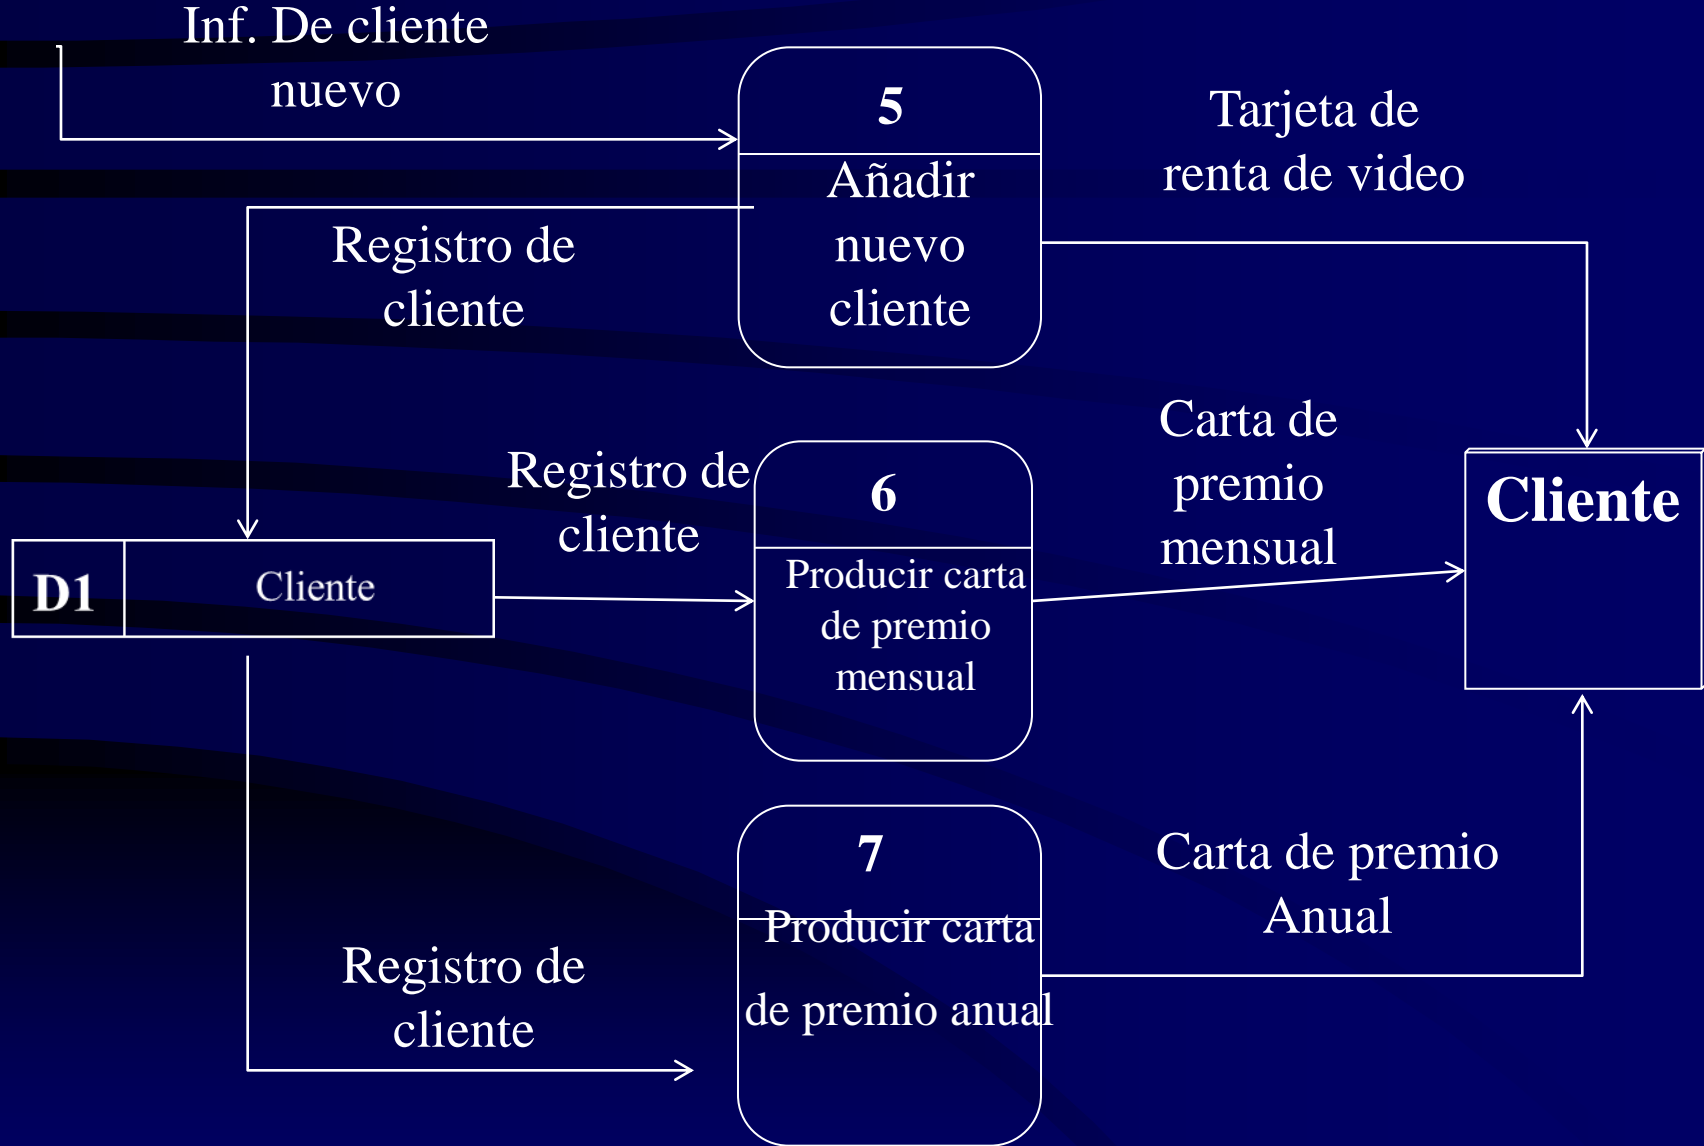 Inf. De cliente
nuevo
5
Añadir
nuevo
cliente
Tarjeta de
renta de video
Registro de
cliente
Registro de
cliente
6
Producir carta
de premio
mensual
Carta de
premio
mensual
Cliente
D1
Cliente
7
Producir carta
de premio anual
Carta de premio
Anual
Registro de
cliente